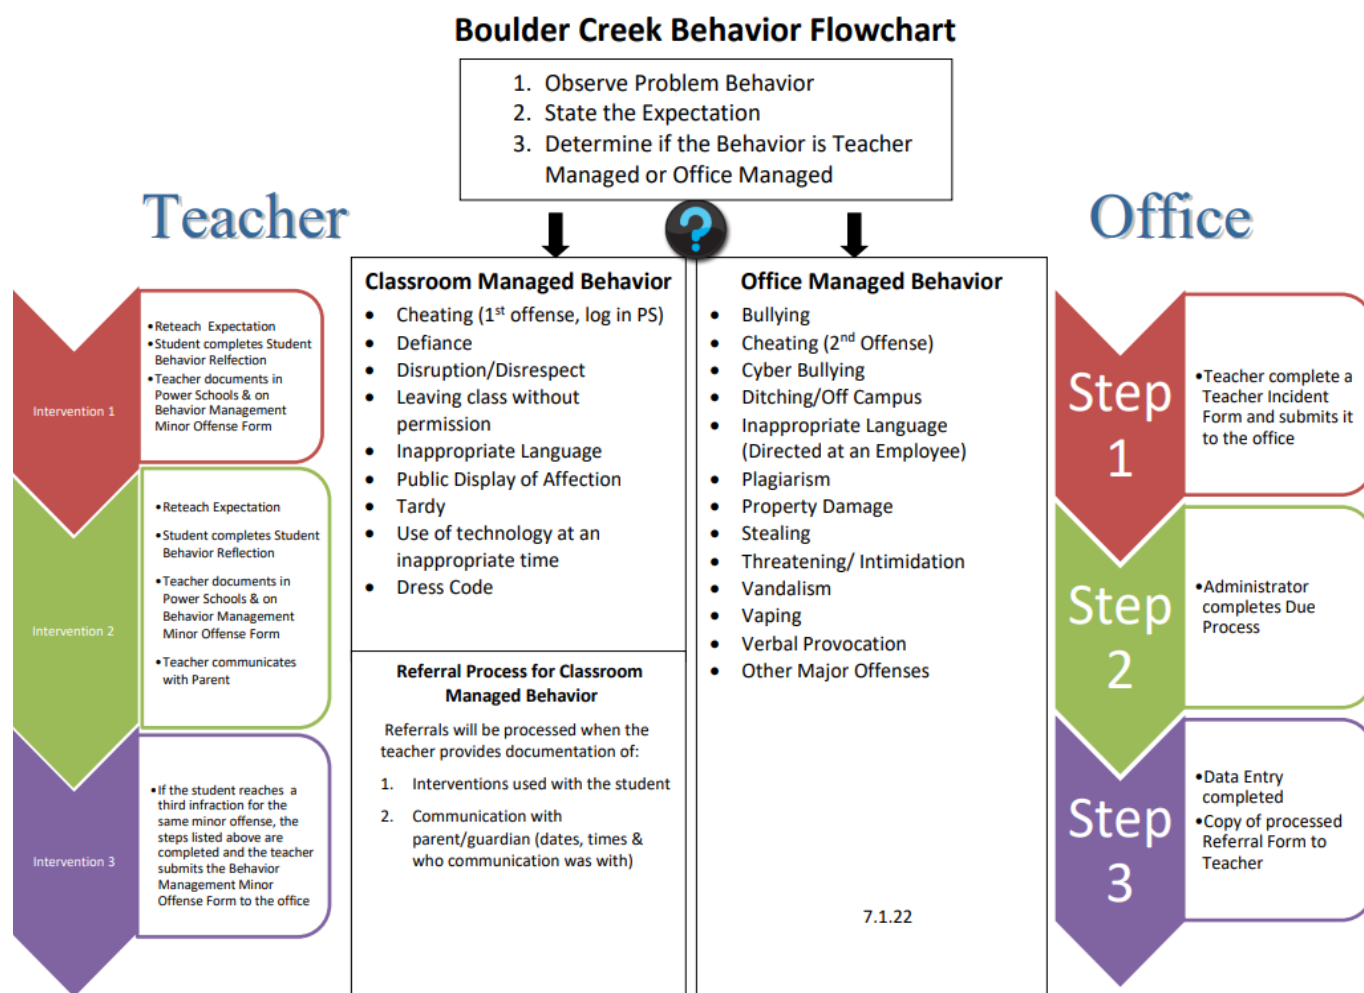 Boulder Creek Behavior Flowchart
1. Observe Problem Behavior
2. State the Expectation
3. Determine if the Behavior is Teacher
Managed or Office Managed
Teacher
?
Office
Intervention 1
•Reteach Expectation
•Student completes Student
Behavior Relfection
•Teacher documents in
Power Schools & on
Behavior Management
Minor Offense Form
Intervention 2
•Reteach Expectation
•Student completes Student
Behavior Reflection
•Teacher documents in
Power Schools & on
Behavior Management
Minor Offense Form
•Teacher communicates
with Parent
Intervention 3
•If the student reaches a
third infraction for the
same minor offense, the
steps listed above are
completed and the teacher
submits the Behavior
Management Minor
Offense Form to the office
Classroom Managed Behavior
• Cheating (1st offense, log in PS)
• Defiance
• Disruption/Disrespect
• Leaving class without
permission
• Inappropriate Language
• Public Display of Affection
• Tardy
• Use of technology at an
inappropriate time
• Dress Code
Referral Process for Classroom
Managed Behavior
Referrals will be processed when the
teacher provides documentation of:
1. Interventions used with the student
2. Communication with
parent/guardian (dates, times &
who communication was with)
Office Managed Behavior
• Bullying
• Cheating (2nd Offense)
• Cyber Bullying
• Ditching/Off Campus
• Inappropriate Language
(Directed at an Employee)
• Plagiarism
• Property Damage
• Stealing
• Threatening/ Intimidation
• Vandalism
• Vaping
• Verbal Provocation
• Other Major Offenses
7.1.22
Step
1
•Teacher complete a
Teacher Incident
Form and submits it
to the office
Step
2
•Administrator
completes Due
Process
Step
3
•Data Entry
completed
•Copy of processed
Referral Form to
Teacher